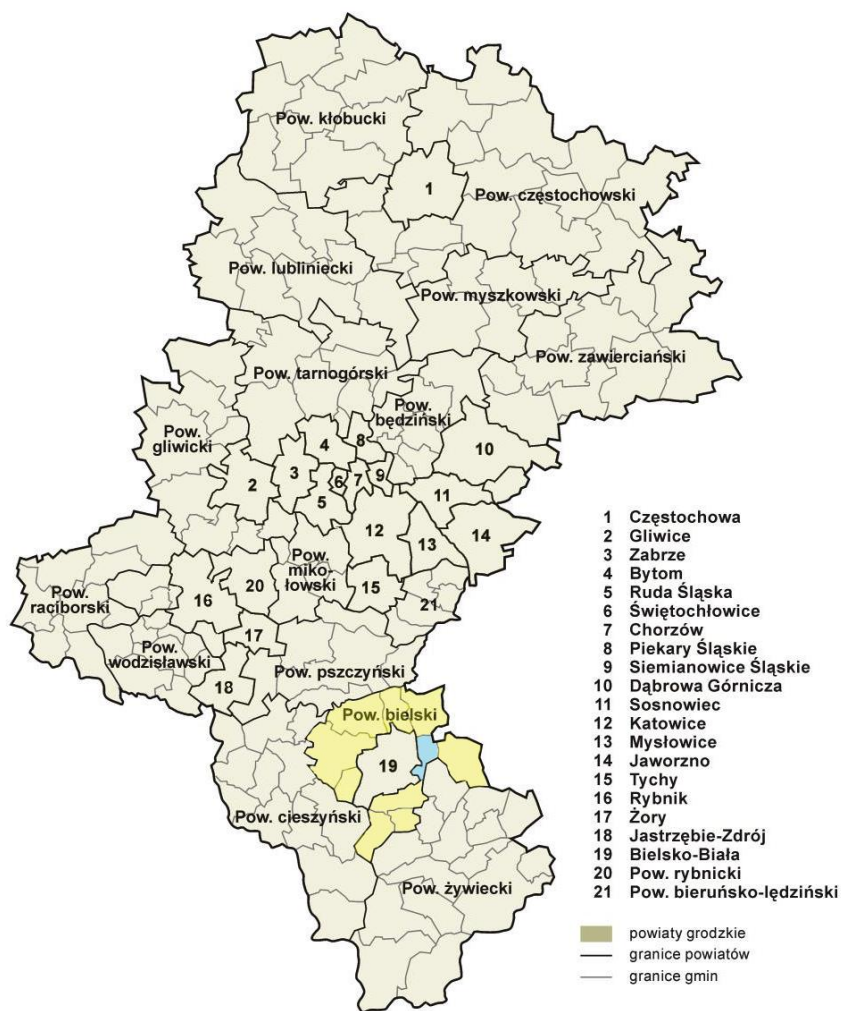 Pow. kłobucki
1
Pow. częstochowski
Pow. lubliniecki
Pow. myszkowski
Pow. zawierciański
Pow. tarnogórski
Pow.
będziński
Pow.
gliwicki
4
8
10
2
3
6
7
9
5
11
12
13
14
Pow.
miko-
łowski
Pow.
raciborski
16
20
15
21
17
Pow.
wodzisławski
18
Pow. pszczyński
Pow. bielski
19
Pow. cieszyński
Pow. żywiecki
1 Częstochowa
2 Gliwice
3 Zabrze
4 Bytom
5 Ruda Śląska
6 Świętochłowice
7 Chorzów
8 Piekary Śląskie
9 Siemianowice Śląskie
10 Dąbrowa Górnicza
11 Sosnowiec
12 Katowice
13 Mysłowice
14 Jaworzno
15 Tychy
16 Rybnik
17 Żory
18 Jastrzębie-Zdrój
19 Bielsko-Biała
20 Pow. rybnicki
21 Pow. bieruńsko-lędziński
powiaty grodzkie
granice powiatów
granice gmin